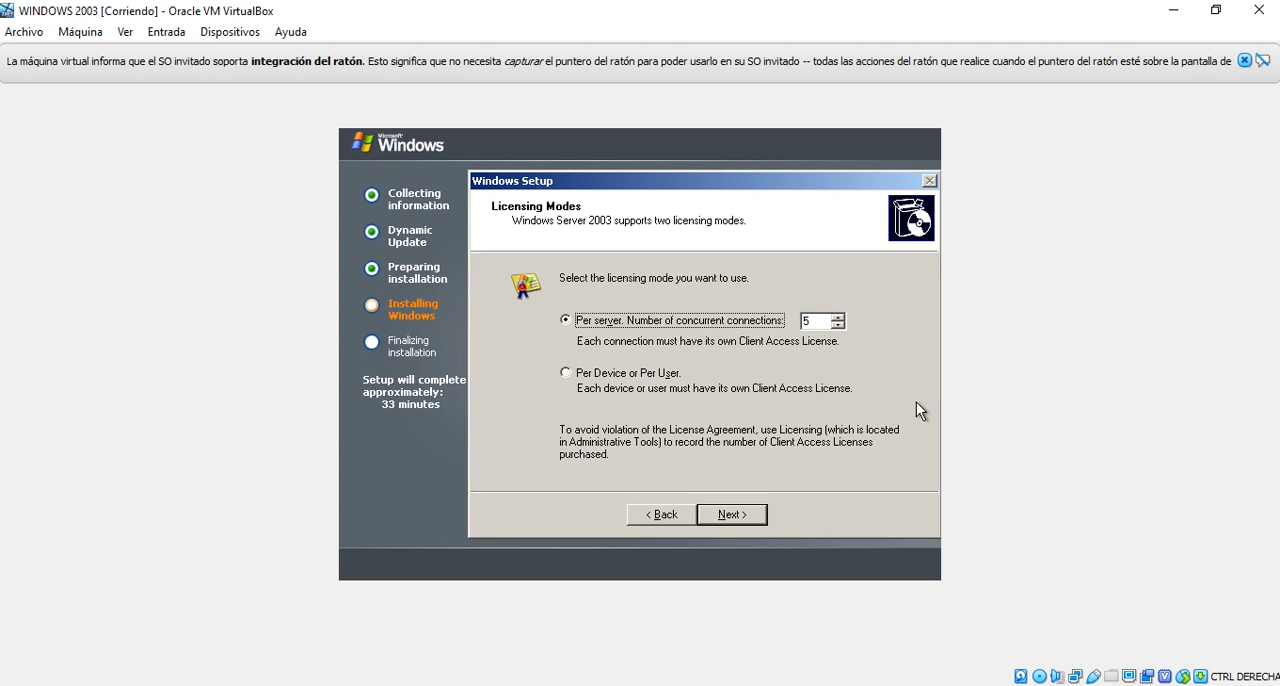 WINDOWS 2003 [Corriendo] - Oracle VM VirtualBox
Archivo Máquina Ver Entrada Dispositivos Ayuda
La máquina virtual informa que el SO invitado soporta integración del ratón. Esto significa que no necesita capturar el puntero del ratón para poder usarlo en su SO invitado -- todas las acciones del ratón que realice cuando el puntero del ratón esté sobre la pantalla de
Microsoft
Windows
Collecting
information
Dynamic
Update
Preparing
installation
Installing
Windows
Finalizing
installation
Setup will complete
approximately:
33 minutes
Windows Setup
Licensing Modes
Windows Server 2003 supports two licensing modes.
Select the licensing mode you want to use.
Per server. Number of concurrent connections: 5
Each connection must have its own Client Access License.
Per Device or Per User.
Each device or user must have its own Client Access License.
To avoid violation of the License Agreement, use Licensing (which is located
in Administrative Tools) to record the number of Client Access Licenses
purchased.
< Back Next >
CTRL DERECHA